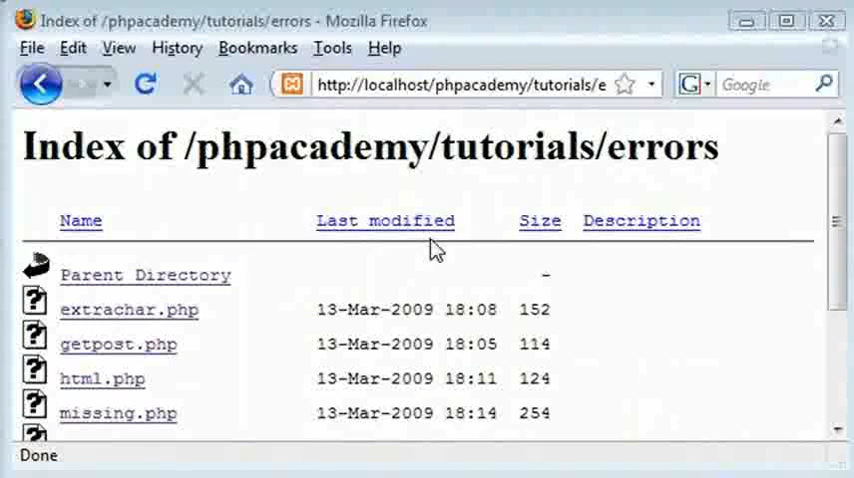 Index of /phpacademy/tutorials/errors - Mozilla Firefox
File Edit View History Bookmarks Tools Help
http://localhost/phpacademy/tutorials/e Google
Index of /phpacademy/tutorials/errors
Name Last modified Size Description
Parent Directory -
extrachar.php 13-Mar-2009 18:08 152
getpost.php 13-Mar-2009 18:05 114
html.php 13-Mar-2009 18:11 124
missing.php 13-Mar-2009 18:14 254
Done